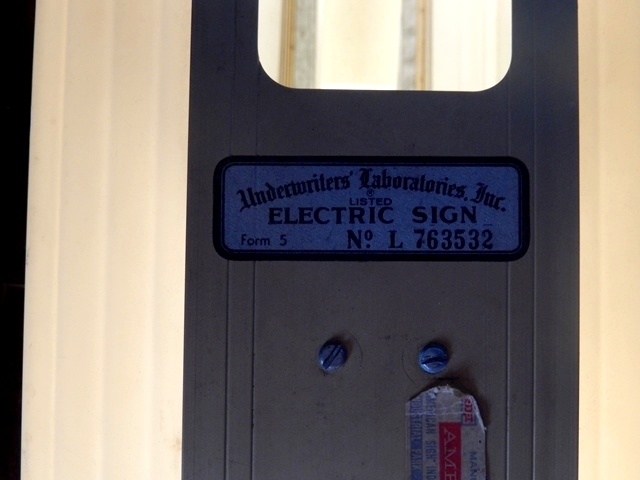 Underwriters' Laboratories, Inc.
®
LISTED
ELECTRIC SIGN
Form 5 Nº L 763532